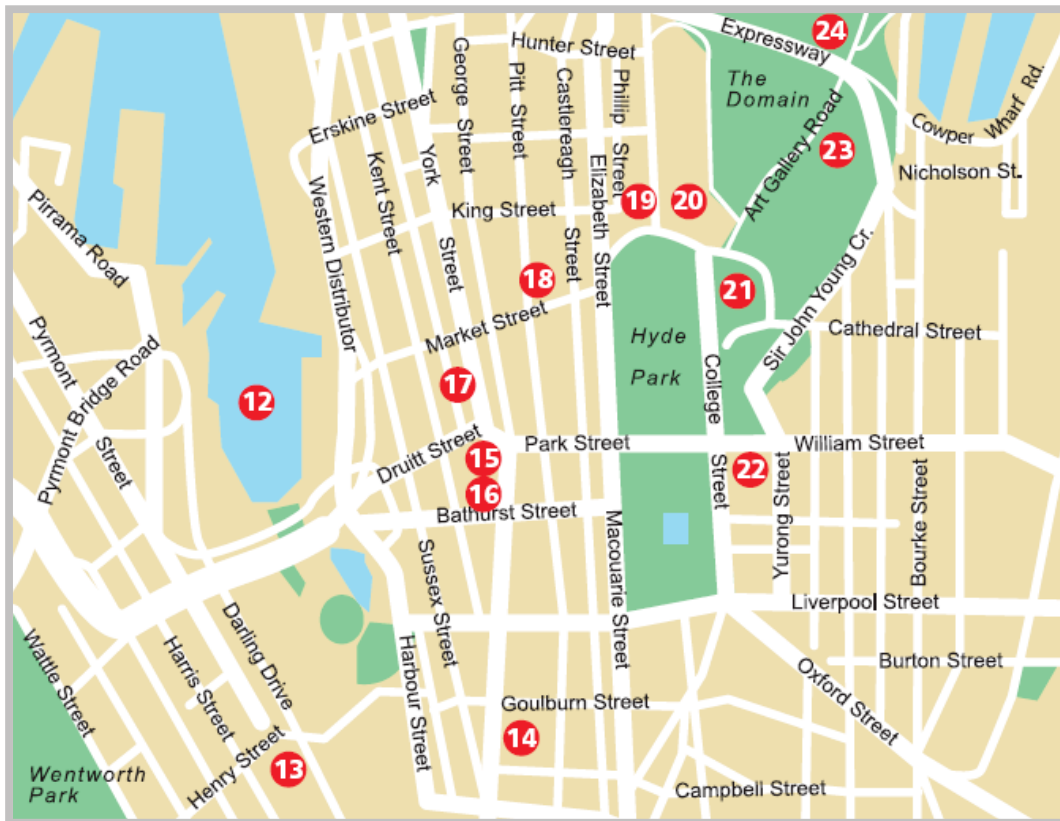 Expressway
24
Hunter Street
George Street
Pitt Street
Castlereagh Street
Phillip Street
The
Domain
Erskine Street
Art Gallery Road
Cowper Wharf Rd.
23
Nicholson St.
Kent Street
York Street
Elizabeth Street
Western Distributor
Pirrama Road
King Street
19
20
18
21
Sir John Young Cr.
Market Street
Hyde
Park
Cathedral Street
Pyrmont Street
Pyrmont Bridge Road
12
17
College Street
Druitt Street
15
Park Street
William Street
22
16
Bathurst Street
Yurong Street
Bourke Street
Macouarie Street
Sussex Street
Liverpool Street
Darling Drive
Harris Street
Wattle Street
Harbour Street
Burton Street
Oxford Street
Goulburn Street
14
13
Henry Street
Wentworth
Park
Campbell Street